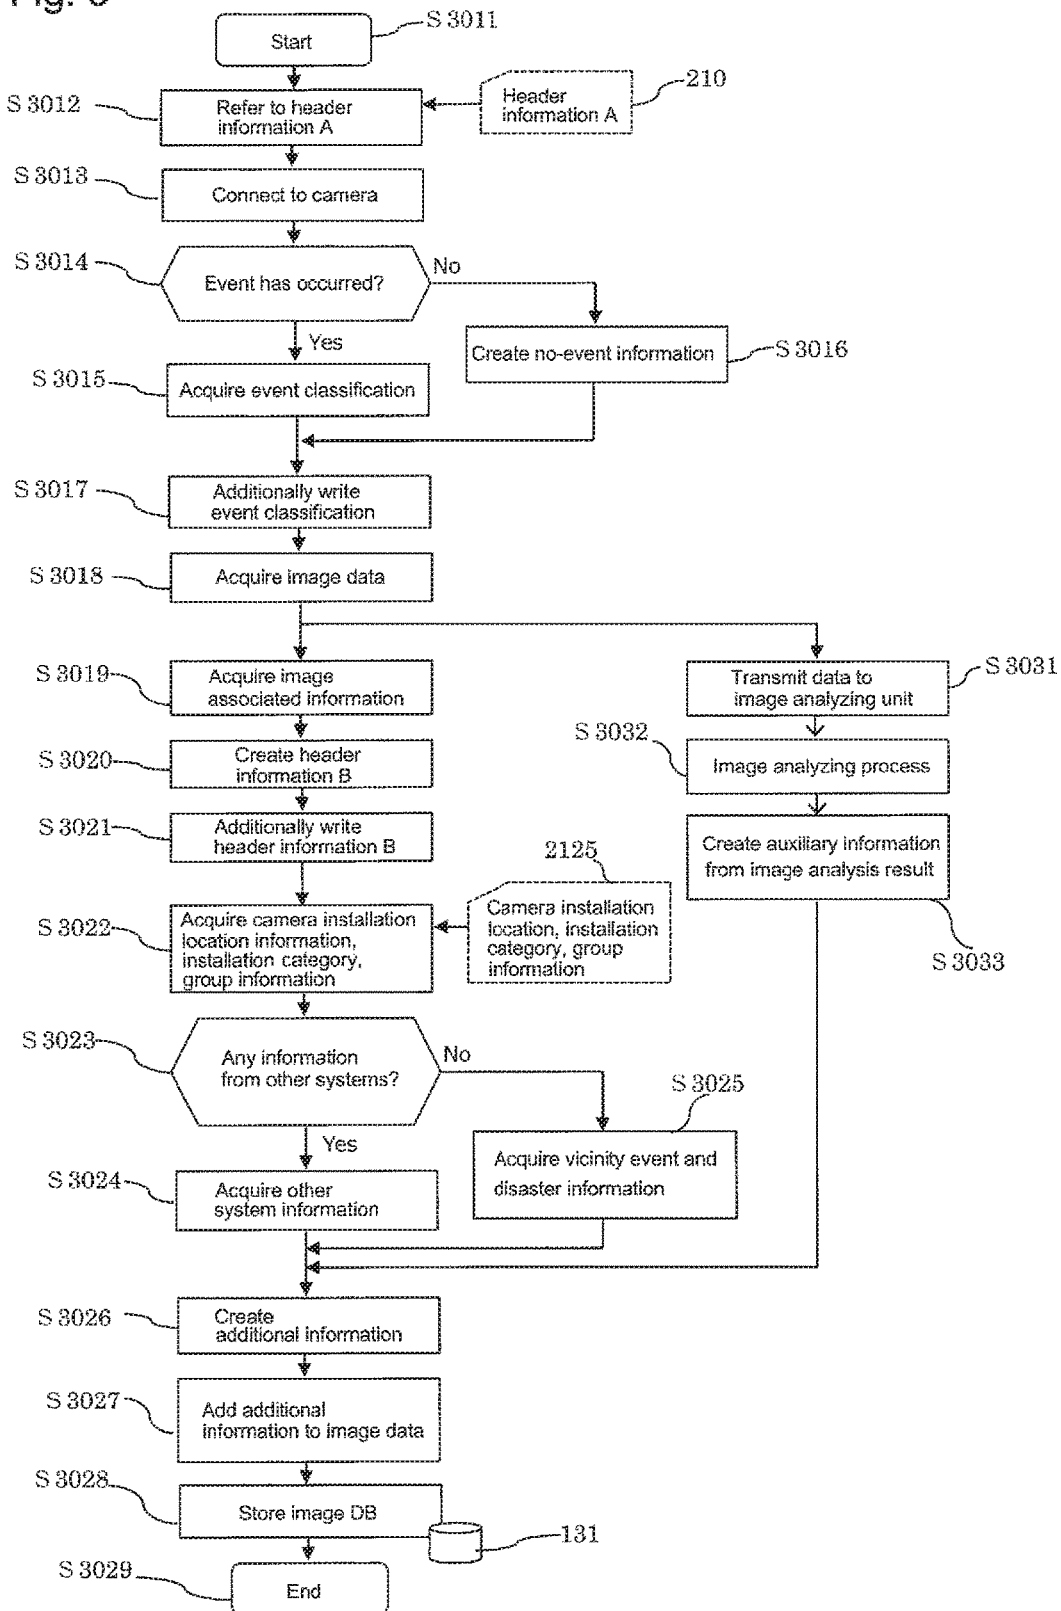 S 3011
Start
S 3012
Refer to header
information A
Header
information A
210
S 3013
Connect to camera
S 3014
Event has occurred?
No
Yes
Create no-event information
S 3016
S 3015
Acquire event classification
S 3017
Additionally write
event classification
S 3018
Acquire image data
S 3019
Acquire image
associated information
Transmit data to
image analyzing unit
S 3031
S 3020
Create header
information B
S 3032
Image analyzing process
S 3021
Additionally write
header information B
Create auxiliary information
from image analysis result
S 3033
2125
S 3022
Acquire camera installation
location information,
installation category,
group information
Camera installation
location, installation
category, group
information
S 3023
Any information
from other systems?
No
Yes
S 3025
Acquire vicinity event and
disaster information
S 3024
Acquire other
system information
S 3026
Create
additional information
S 3027
Add additional
information to image data
S 3028
Store image DB
131
S 3029
End